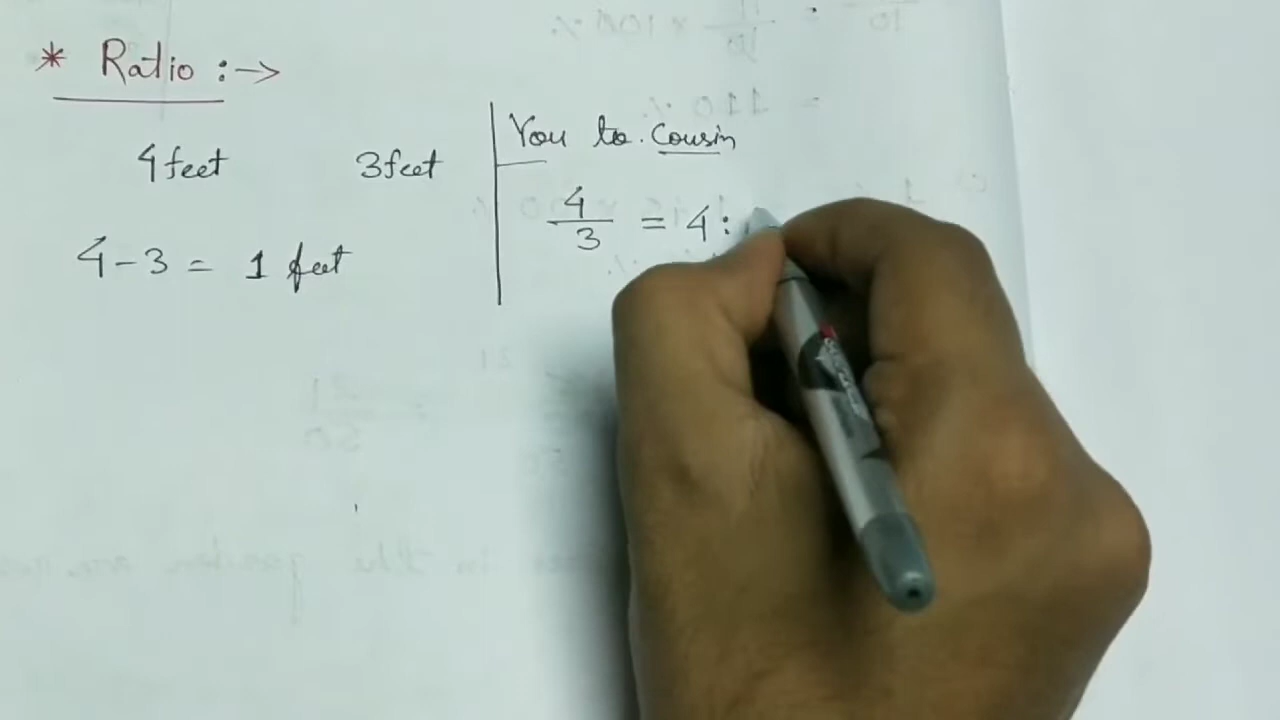 * Ratio :→
4 feet 3 feet
4 - 3 = 1 feet
You to. Cousin
4/3 = 4 :